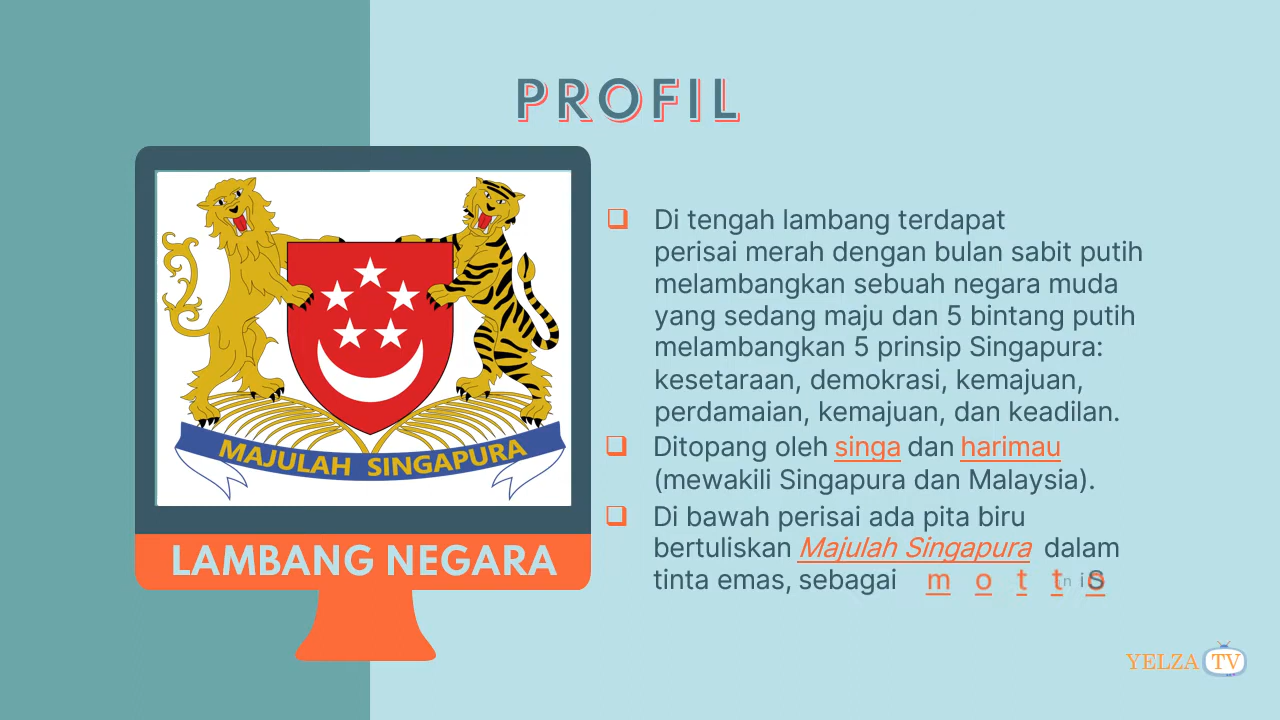 PROFIL
MAJULAH SINGAPURA
LAMBANG NEGARA
Di tengah lambang terdapat
perisai merah dengan bulan sabit putih
melambangkan sebuah negara muda
yang sedang maju dan 5 bintang putih
melambangkan 5 prinsip Singapura:
kesetaraan, demokrasi, kemajuan,
perdamaian, kemajuan, dan keadilan.
Ditopang oleh singa dan harimau
(mewakili Singapura dan Malaysia).
Di bawah perisai ada pita biru
bertuliskan Majulah Singapura dalam
tinta emas, sebagai motto
YELZA TV